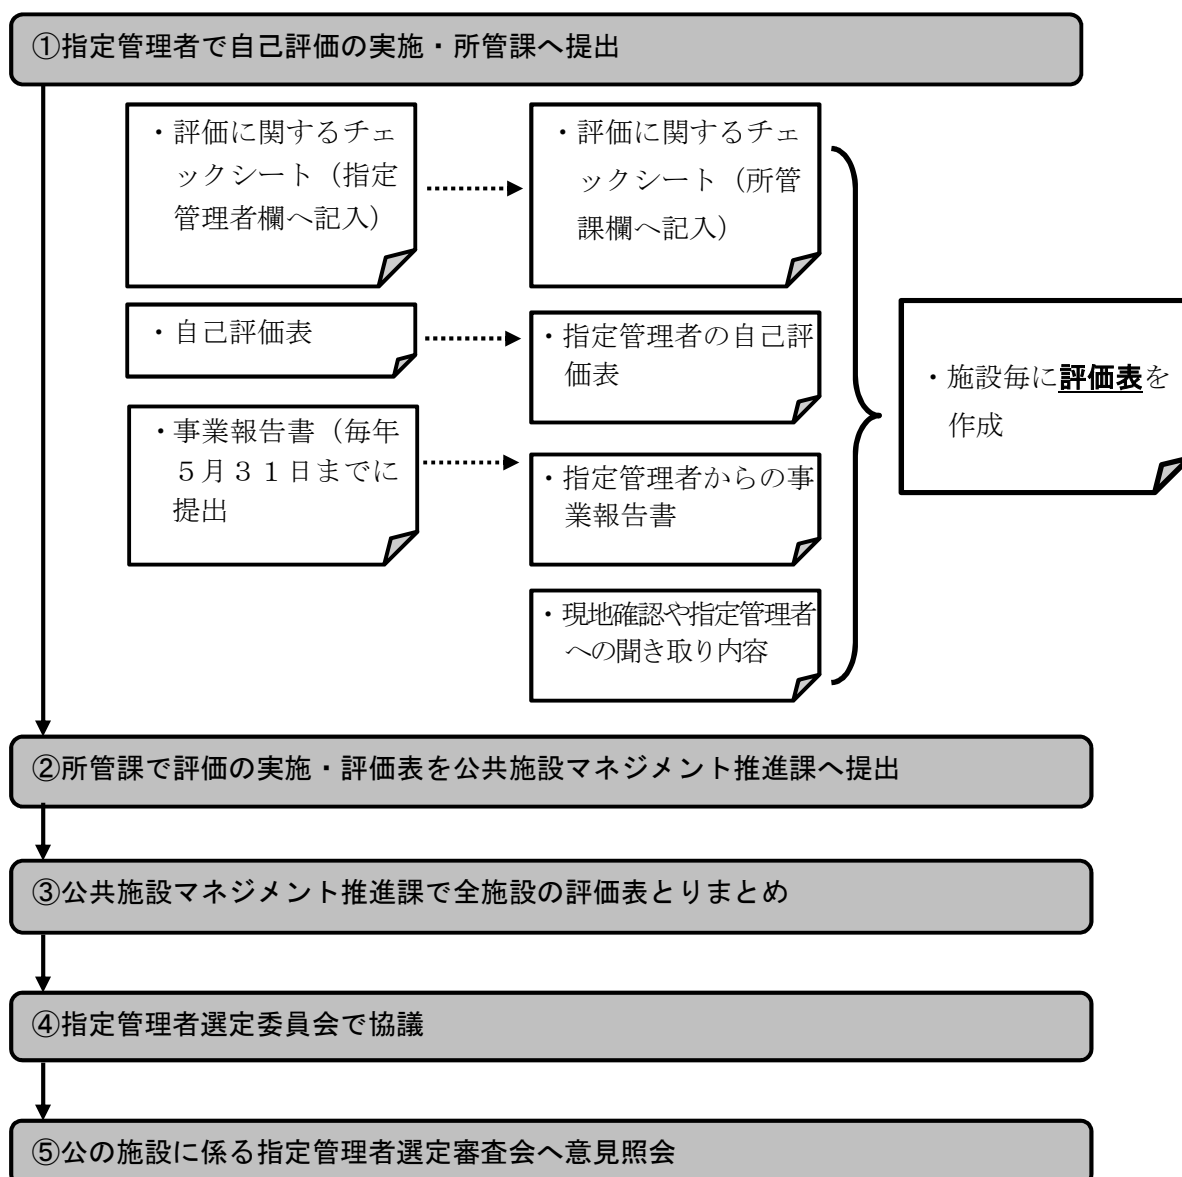 ①指定管理者で自己評価の実施・所管課へ提出
・評価に関するチェ
ックシート（指定
管理者欄へ記入）
・評価に関するチェ
ックシート（所管
課欄へ記入）
・自己評価表
・指定管理者の自己評
価表
・事業報告書（毎年
５月３１日までに
提出
・指定管理者からの事
業報告書
・現地確認や指定管理者
への聞き取り内容
・施設毎に評価表を
作成
②所管課で評価の実施・評価表を公共施設マネジメント推進課へ提出
③公共施設マネジメント推進課で全施設の評価表とりまとめ
④指定管理者選定委員会で協議
⑤公の施設に係る指定管理者選定審査会へ意見照会